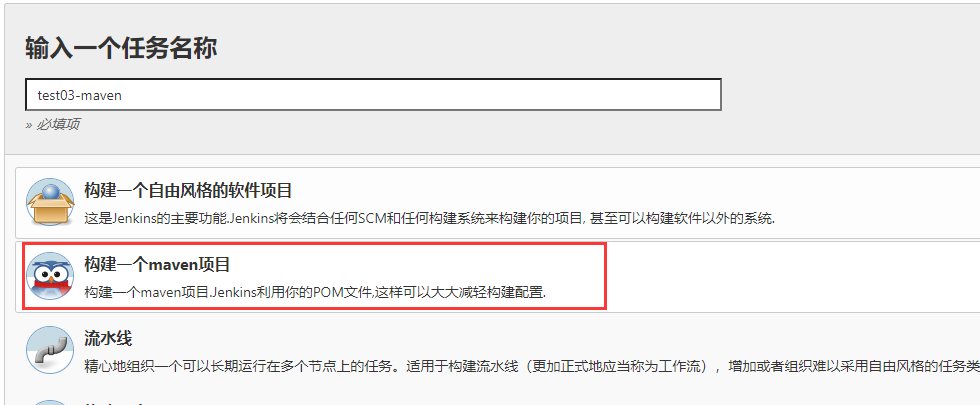 输入一个任务名称
test03-maven
» 必填项
构建一个自由风格的软件项目
这是Jenkins的主要功能.Jenkins将会结合任何SCM和任何构建系统来构建你的项目, 甚至可以构建软件以外的系统.
构建一个maven项目
构建一个maven项目.Jenkins利用你的POM文件,这样可以大大减轻构建配置.
流水线
精心地组织一个可以长期运行在多个节点上的任务。适用于构建流水线（更加正式地应当称为工作流），增加或者组织难以采用自由风格的任务类